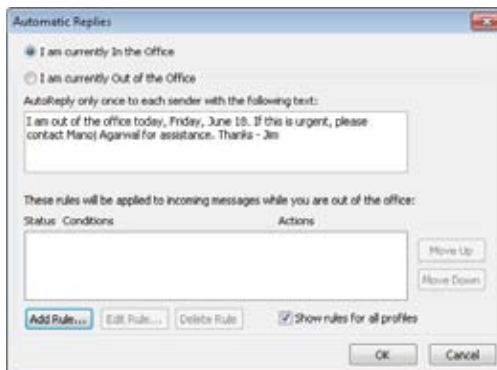 Automatic Replies
I am currently In the Office
I am currently Out of the Office
AutoReply only once to each sender with the following text:
I am out of the office today, Friday, June 18. If this is urgent, please
contact Manoj Agarwal for assistance. Thanks - Jim
These rules will be applied to incoming messages while you are out of the office:
Status Conditions Actions
Move Up
Move Down
Add Rule... Edit Rule... Delete Rule Show rules for all profiles
OK Cancel